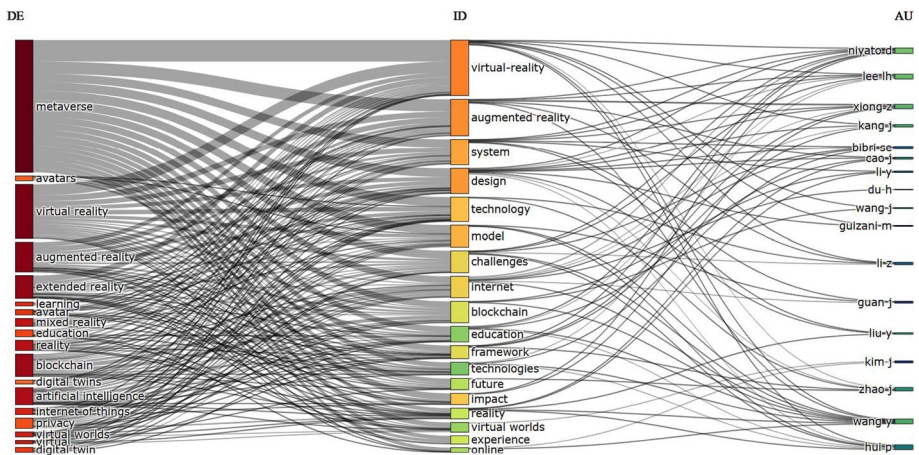 DE
ID
AU
metaverse
avatars
virtual reality
augmented reality
extended reality
learning
avatar
mixed reality
education
reality
blockchain
digital-twins
artificial intelligence
internet-of-things
privacy
virtual worlds
virtual
digital-twin
virtual-reality
augmented reality
system
design
technology
model
challenges
internet
blockchain
education
framework
technologies
future
impact
reality
virtual worlds
experience
online
niyato-d
lee-lh
xiong-z
kang-j
bibri-se
cao-j
li-y
du-h
wang-j
guizani-m
li-z
guan-j
liu-y
kim-j
zhao-j
wang-y
hui-p